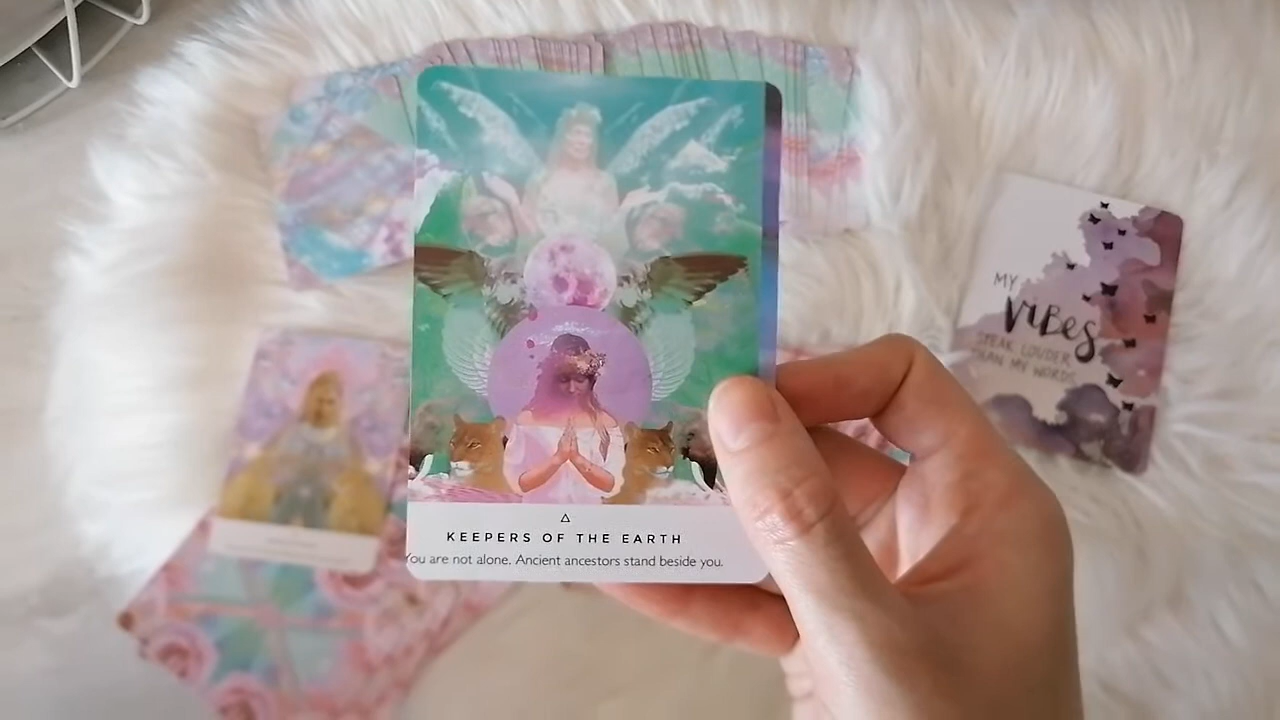 KEEPERS OF THE EARTH
You are not alone. Ancient ancestors stand beside you.
MY
VIBES
SPEAK LOUDER
THAN MY WORDS